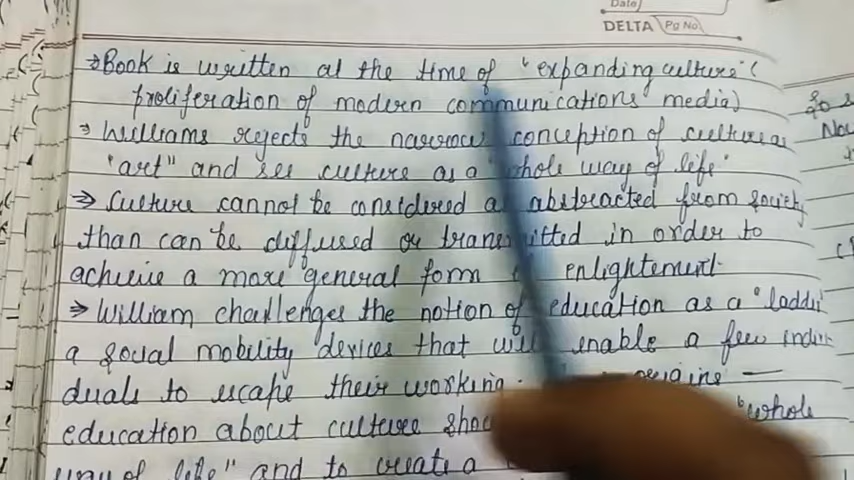 Date
DELTA Pg No
→ Book is written at the time of "expanding culture" (
proliferation of modern communications media)
→ Williams rejects the narrow conception of culture as
"art" and see culture as a whole way of life"
→ Culture cannot be considered as abstracted from society
than can be diffused or transmitted in order to
achieve a more general form enlightement.
→ William challenges the notion of education as a "ladder
a social mobility devices that will enable a few indivi
duals to escape their working origins —
education about culture "whole
way of life" and to create a